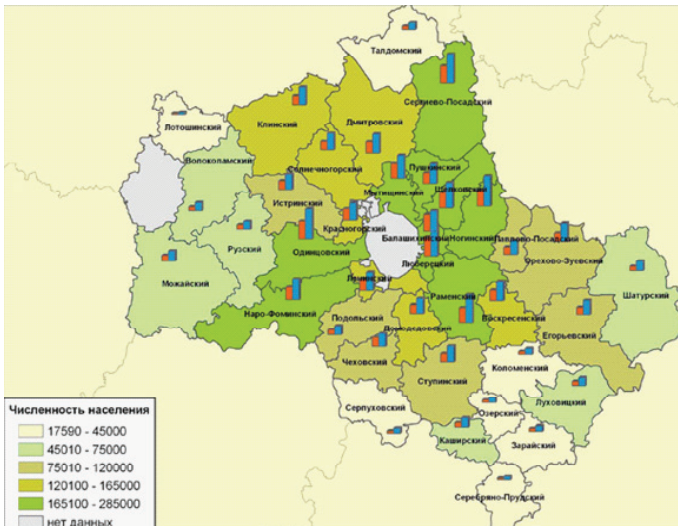 Талдомский
Сергиево-Посадский
Лотошинский
Клинский
Дмитровский
Волоколамский
Солнечногорский
Пушкинский
Мытищинский
Щелковский
Истринский
Красногорский
Балашихинский
Ногинский
Павлово-Посадский
Рузский
Одинцовский
Люберецкий
Орехово-Зуевский
Можайский
Ленинский
Раменский
Шатурский
Наро-Фоминский
Подольский
Домодедовский
Воскресенский
Егорьевский
Чеховский
Коломенский
Ступинский
Луховицкий
Серпуховский
Озерский
Каширский
Зарайский
Серебряно-Прудский
Численность населения
17590 - 45000
45010 - 75000
75010 - 120000
120100 - 165000
165100 - 285000
нет данных